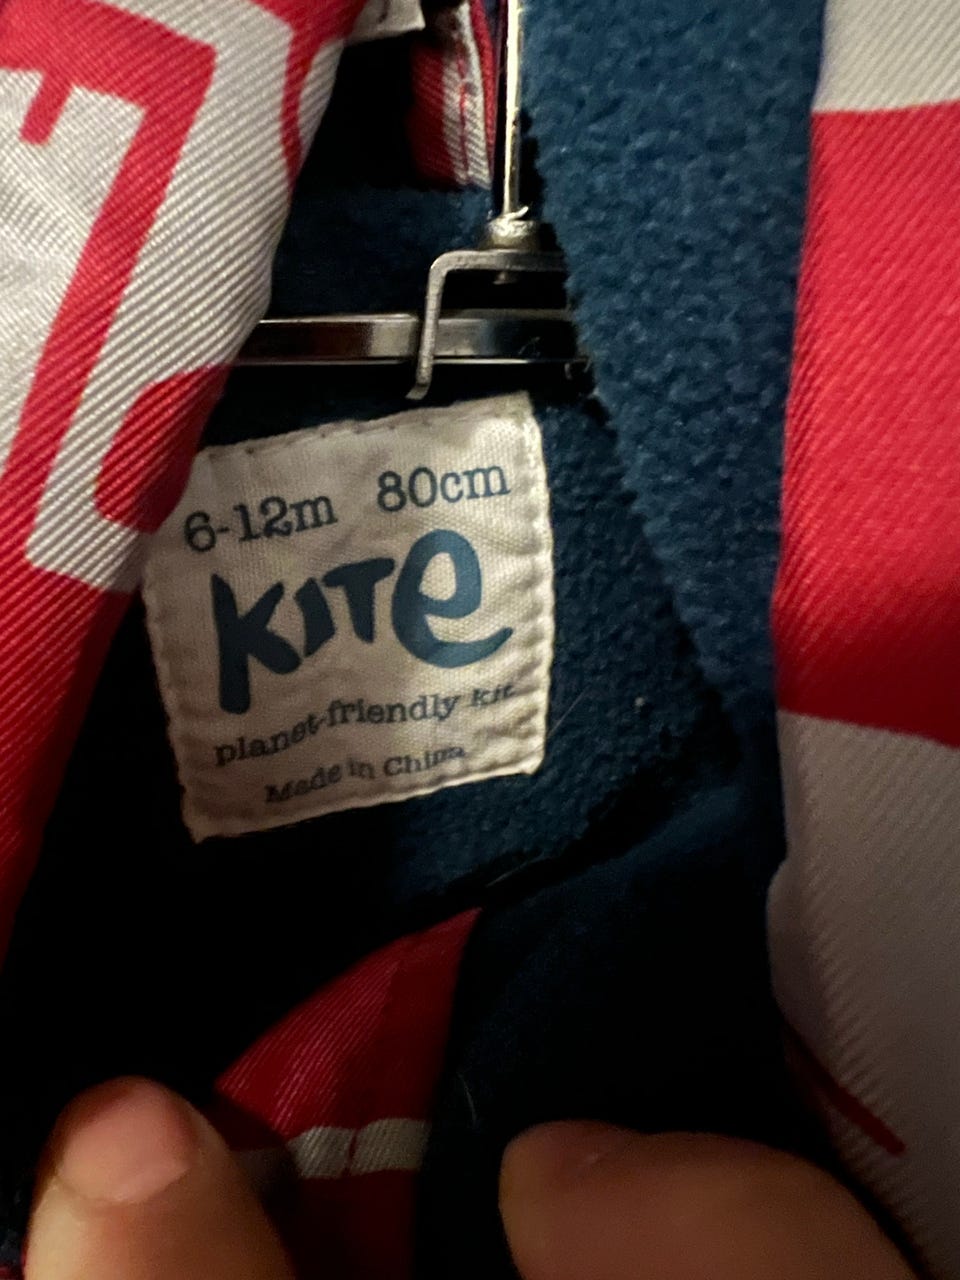 6-12m 80cm
KITe
planet-friendly kit
Made in China